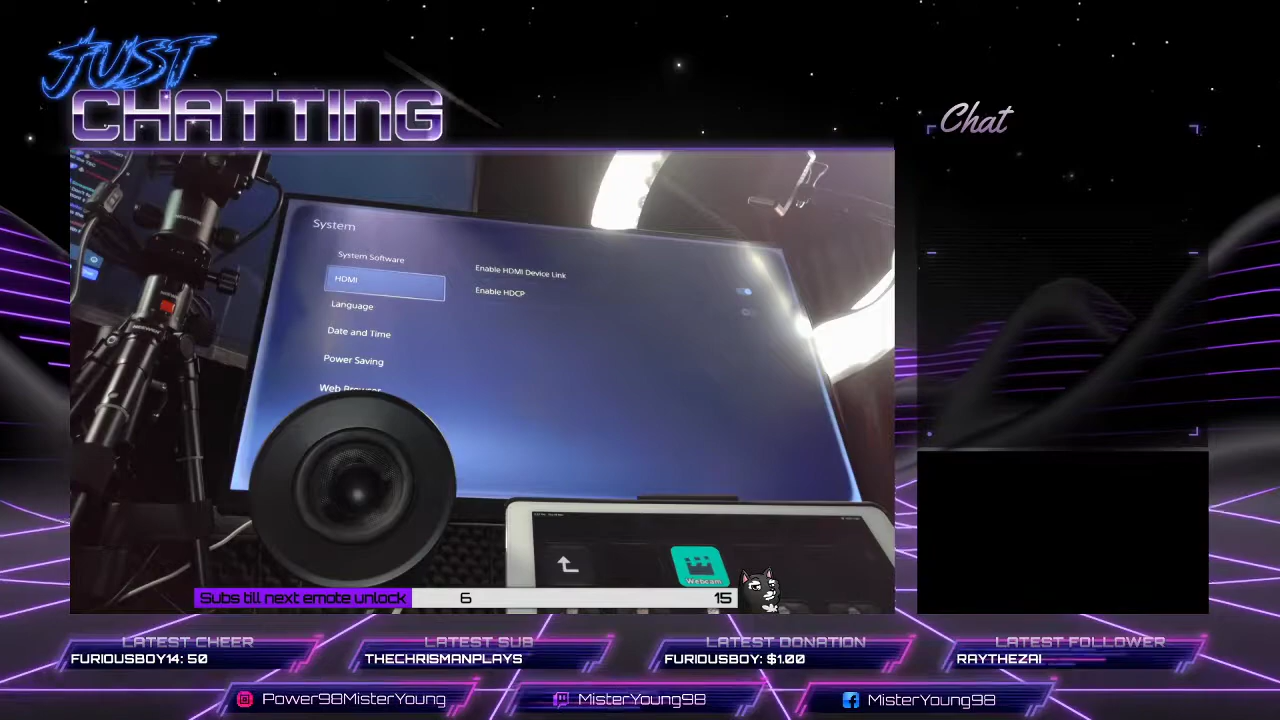 JUST
CHATTING
Chat
System
System Software
HDMI
Language
Date and Time
Power Saving
Web Browser
Enable HDMI Device Link
Enable HDCP
Webcam
Subs till next emote unlock
6
15
LATEST CHEER
FURIOUSBOY14: 50
LATEST SUB
THECHRISMANPLAYS
LATEST DONATION
FURIOUSBOY: $1.00
LATEST FOLLOWER
RAYTHEZAI
Power98MisterYoung
MisterYoung98
MisterYoung98